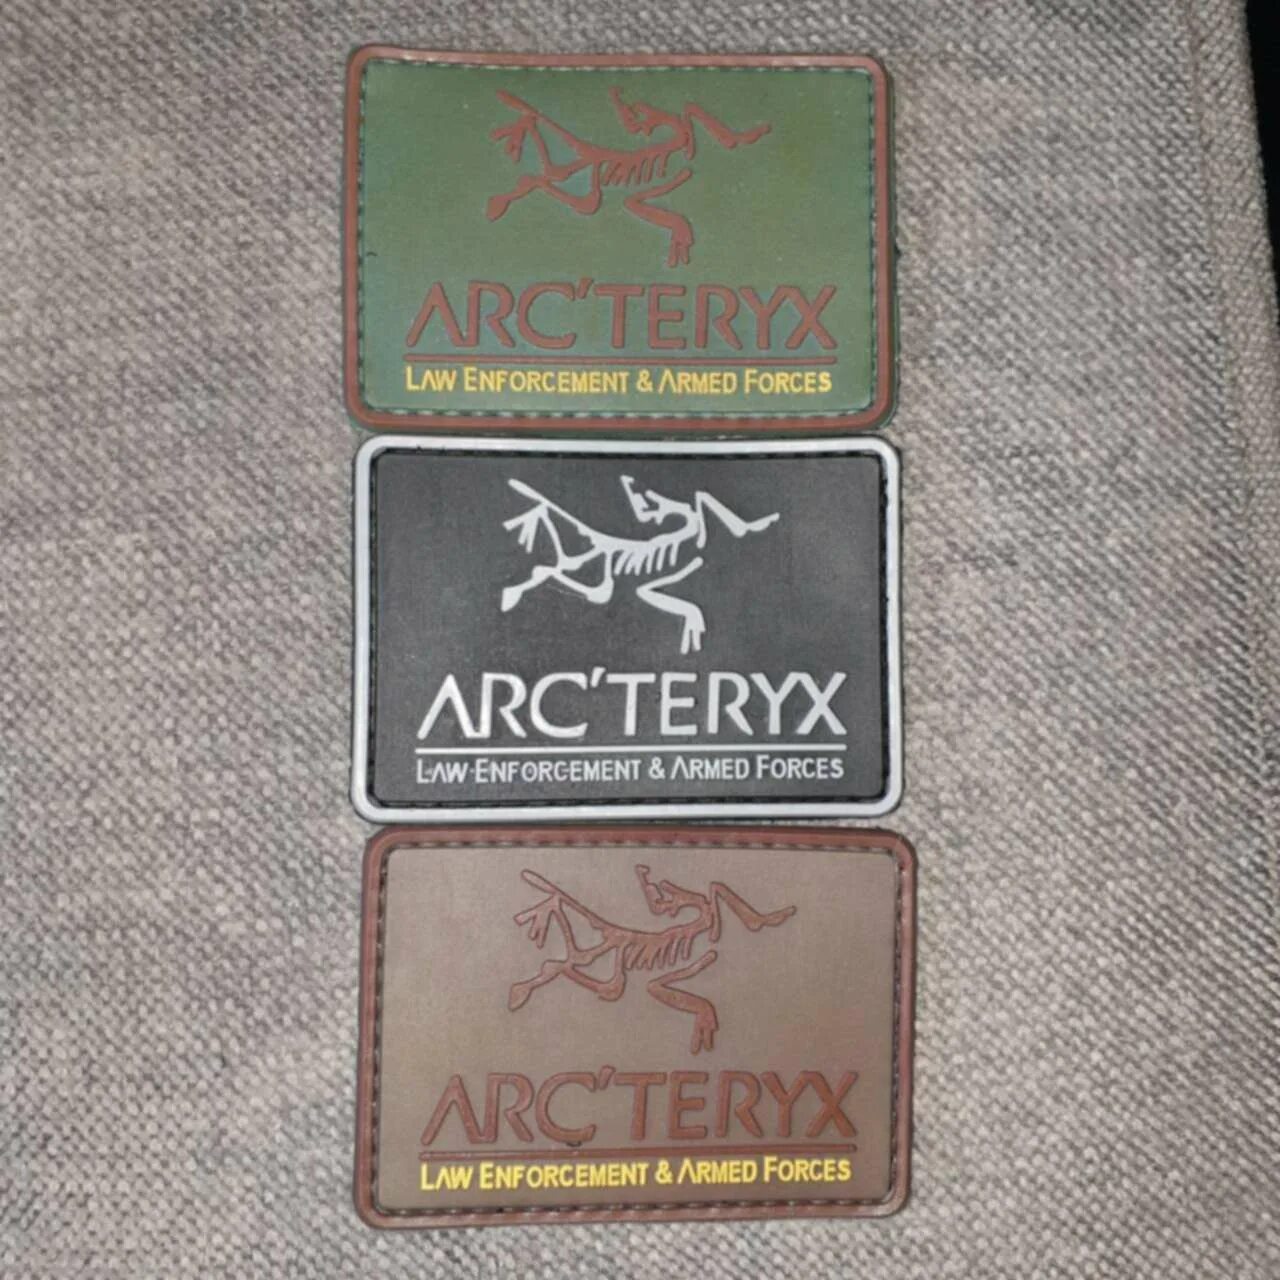 ARC'TERYX
LAW ENFORCEMENT & ARMED FORCES
ARC'TERYX
LAW ENFORCEMENT & ARMED FORCES
ARC'TERYX
LAW ENFORCEMENT & ARMED FORCES